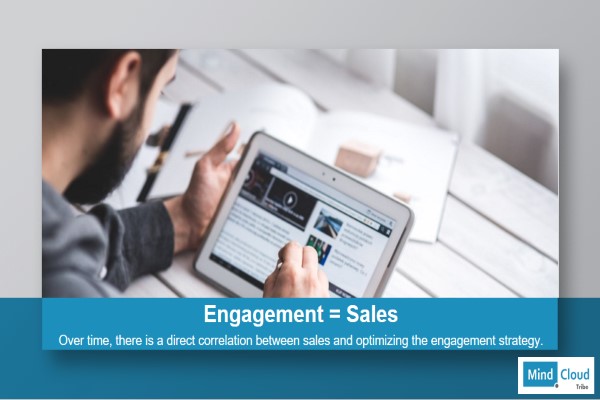 Engagement = Sales
Over time, there is a direct correlation between sales and optimizing the engagement strategy.
Mind Cloud
Tribe